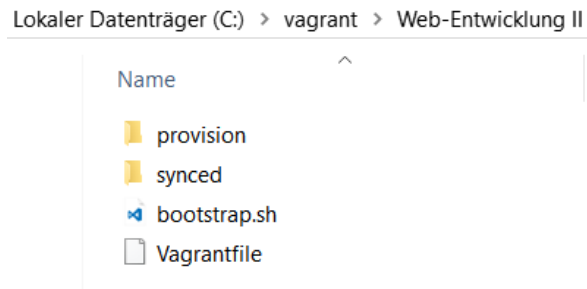 Lokaler Datenträger (C:) > vagrant > Web-Entwicklung II
Name
provision
synced
bootstrap.sh
Vagrantfile